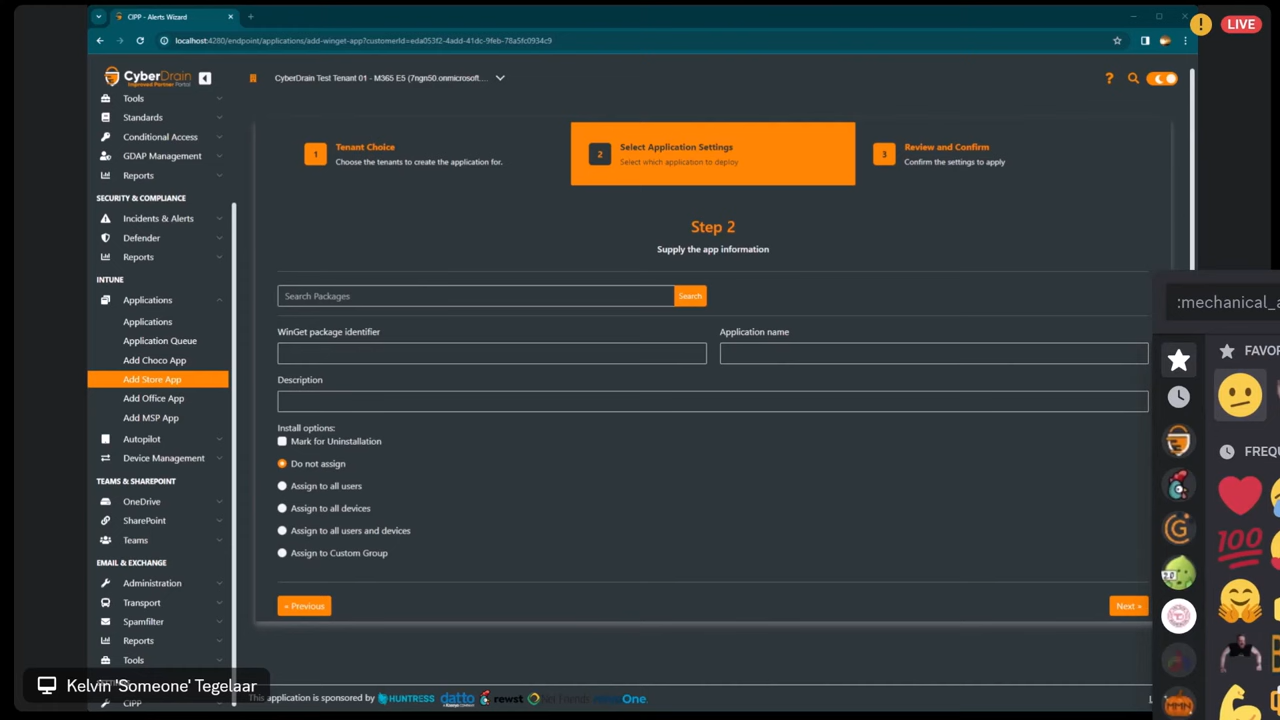 CIPP - Alerts Wizard
LIVE
localhost:4280/endpoint/applications/add-winget-app?customerId=eda053f2-4add-41dc-9feb-78a5fc0934c9
CyberDrain
Improved Partner Portal
CyberDrain Test Tenant 01 - M365 E5 (7ngn50.onmicrosoft....
Tools
Standards
Conditional Access
GDAP Management
Reports
SECURITY & COMPLIANCE
Incidents & Alerts
Defender
Reports
INTUNE
Applications
Applications
Application Queue
Add Choco App
Add Store App
Add Office App
Add MSP App
Autopilot
Device Management
TEAMS & SHAREPOINT
OneDrive
SharePoint
Teams
EMAIL & EXCHANGE
Administration
Transport
Spamfilter
Reports
Tools
CIPP
1
Tenant Choice
Choose the tenants to create the application for.
2
Select Application Settings
Select which application to deploy
3
Review and Confirm
Confirm the settings to apply
Step 2
Supply the app information
Search Packages
Search
WinGet package identifier
Application name
Description
Install options:
Mark for Uninstallation
Do not assign
Assign to all users
Assign to all devices
Assign to all users and devices
Assign to Custom Group
« Previous
Next »
This application is sponsored by HUNTRESS datto rewst One.
Kelvin 'Someone' Tegelaar
:mechanical_a
FAVOR
FREQU
100
2.0
MMN